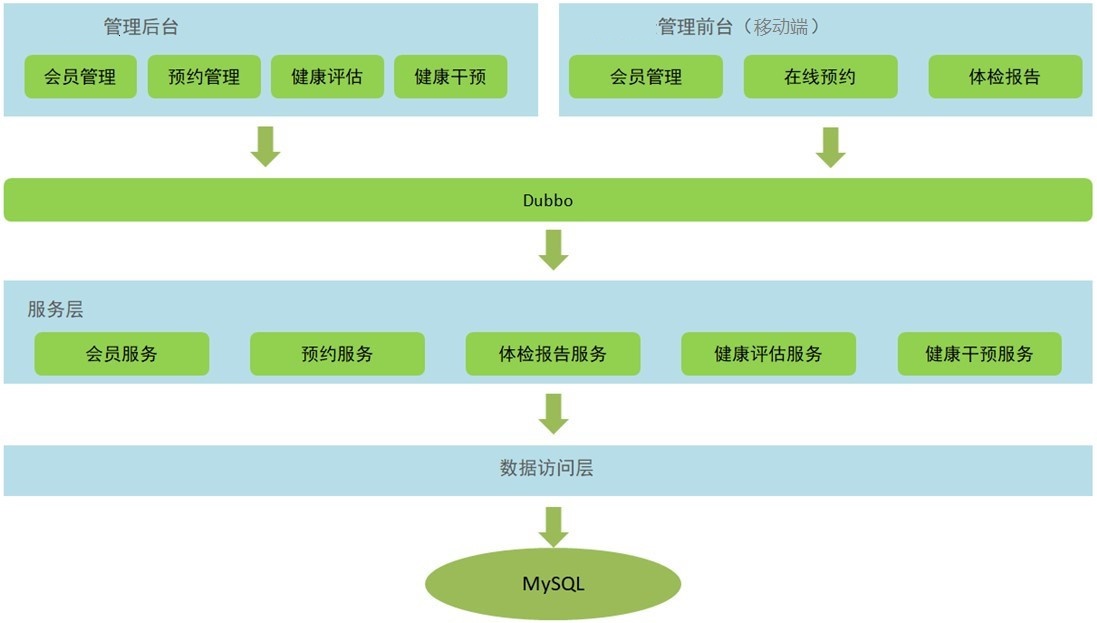 管理后台
管理前台（移动端）
会员管理 预约管理 健康评估 健康干预
会员管理 在线预约 体检报告
Dubbo
服务层
会员服务 预约服务 体检报告服务 健康评估服务 健康干预服务
数据访问层
MySQL